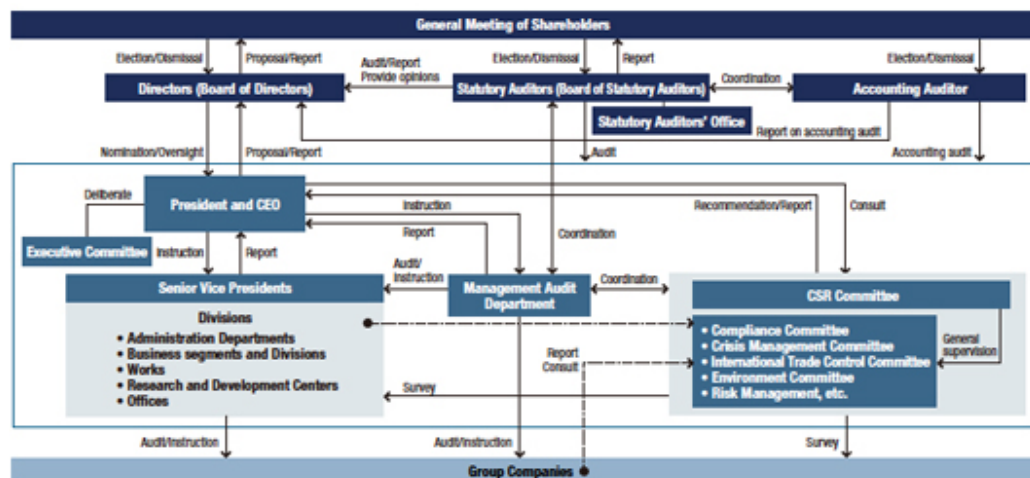 General Meeting of Shareholders
Election/Dismissal
Proposal/Report
Election/Dismissal
Report
Election/Dismissal
Audit/Report
Provide opinions
Coordination
Directors (Board of Directors)
Statutory Auditors (Board of Statutory Auditors)
Accounting Auditor
Statutory Auditors' Office
Report on accounting audit
Nomination/Oversight
Proposal/Report
Audit
Accounting audit
Deliberate
President and CEO
Instruction
Recommendation/Report
Consult
Report
Coordination
Executive Committee
Instruction
Report
Audit/
Instruction
Senior Vice Presidents
Management Audit
Department
Coordination
CSR Committee
Divisions
• Administration Departments
• Business segments and Divisions
• Works
• Research and Development Centers
• Offices
Report
Consult
• Compliance Committee
• Crisis Management Committee
• International Trade Control Committee
• Environment Committee
• Risk Management, etc.
General
supervision
Survey
Audit/Instruction
Audit/Instruction
Survey
Group Companies